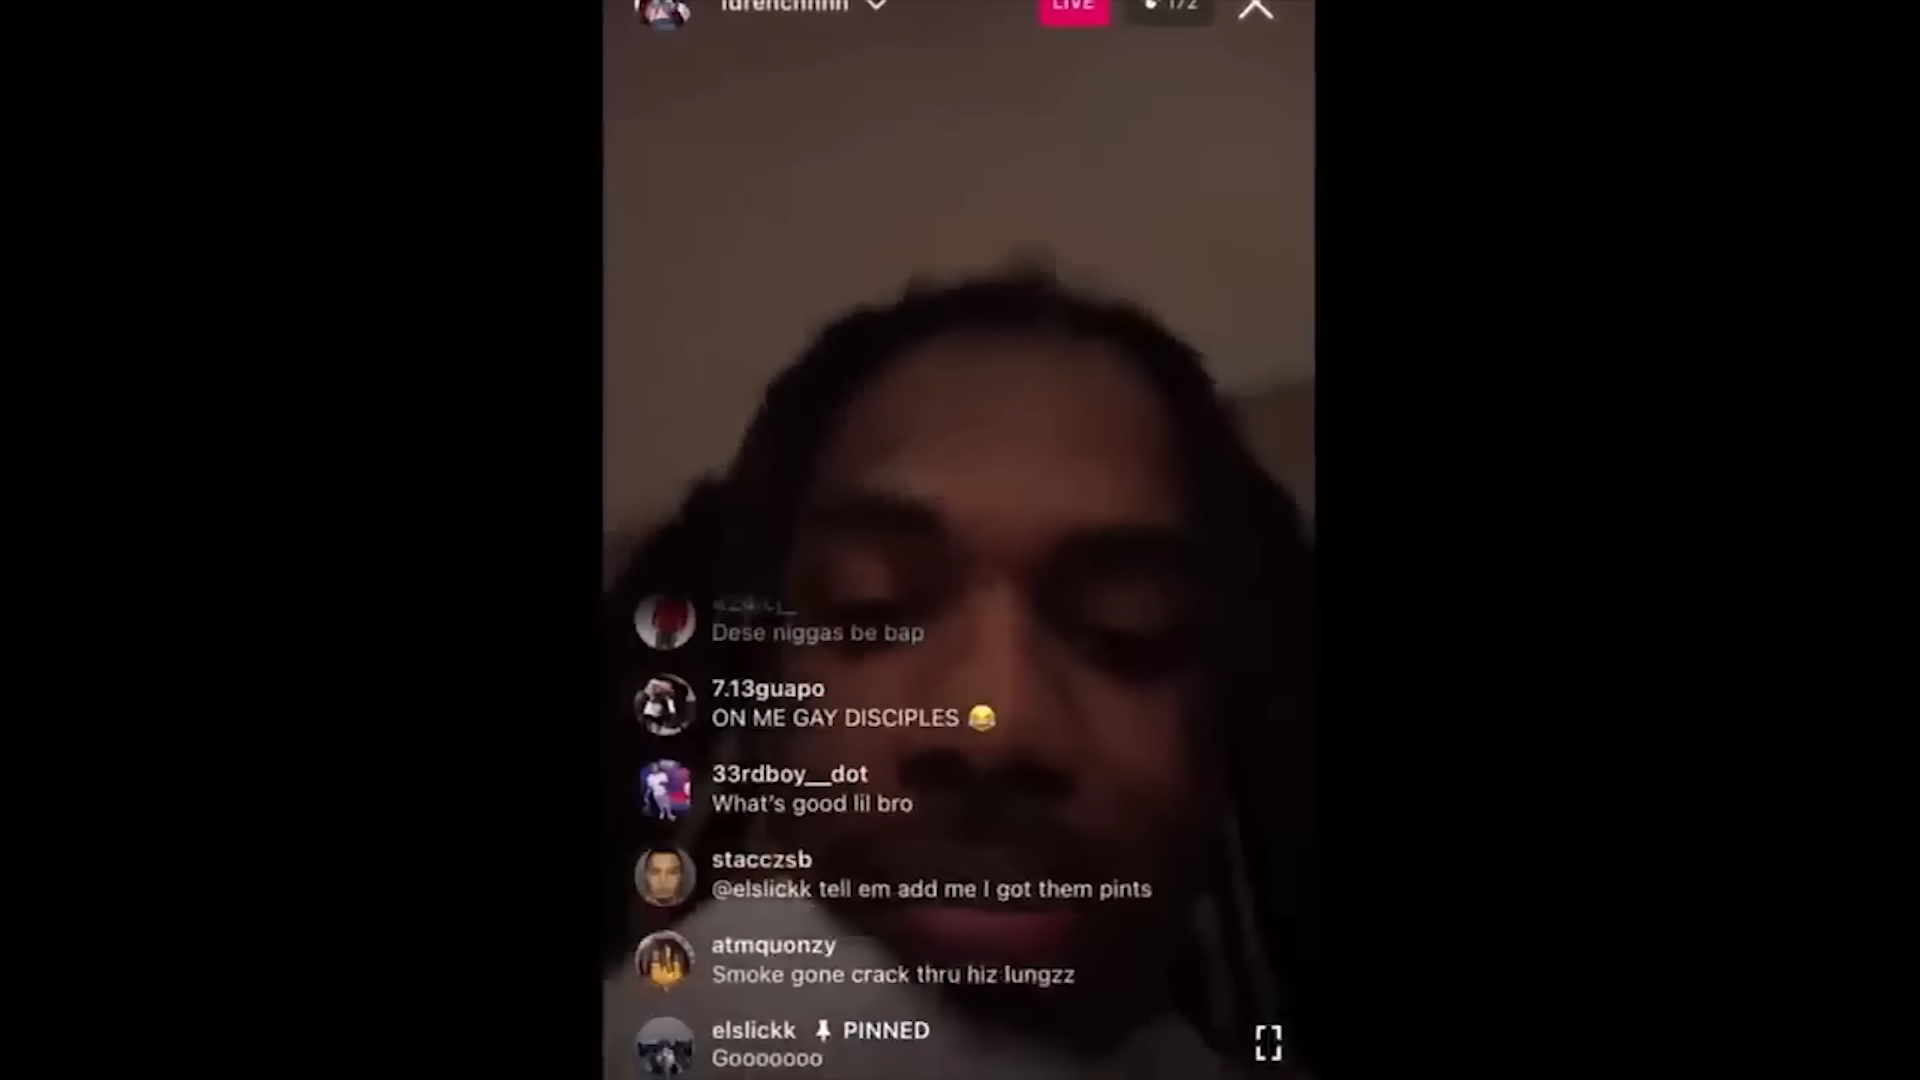 LIVE
172
Dese niggas be bap
7.13guapo
ON ME GAY DISCIPLES 😂
33rdboy__dot
What's good lil bro
stacczsb
@elslickk tell em add me I got them pints
atmquonzy
Smoke gone crack thru hiz lungzz
elslickk PINNED
Gooooooo